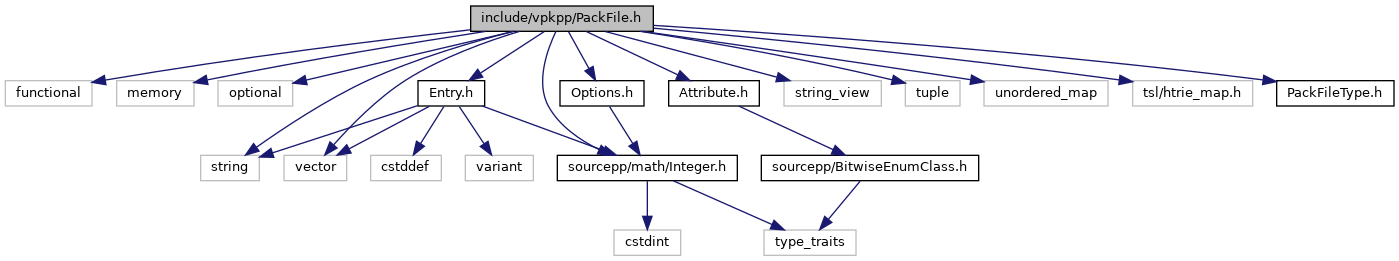 include/vpkpp/PackFile.h
functional
memory
optional
Entry.h
Options.h
Attribute.h
string_view
tuple
unordered_map
tsl/htrie_map.h
PackFileType.h
string
vector
cstddef
variant
sourcepp/math/Integer.h
sourcepp/BitwiseEnumClass.h
cstdint
type_traits